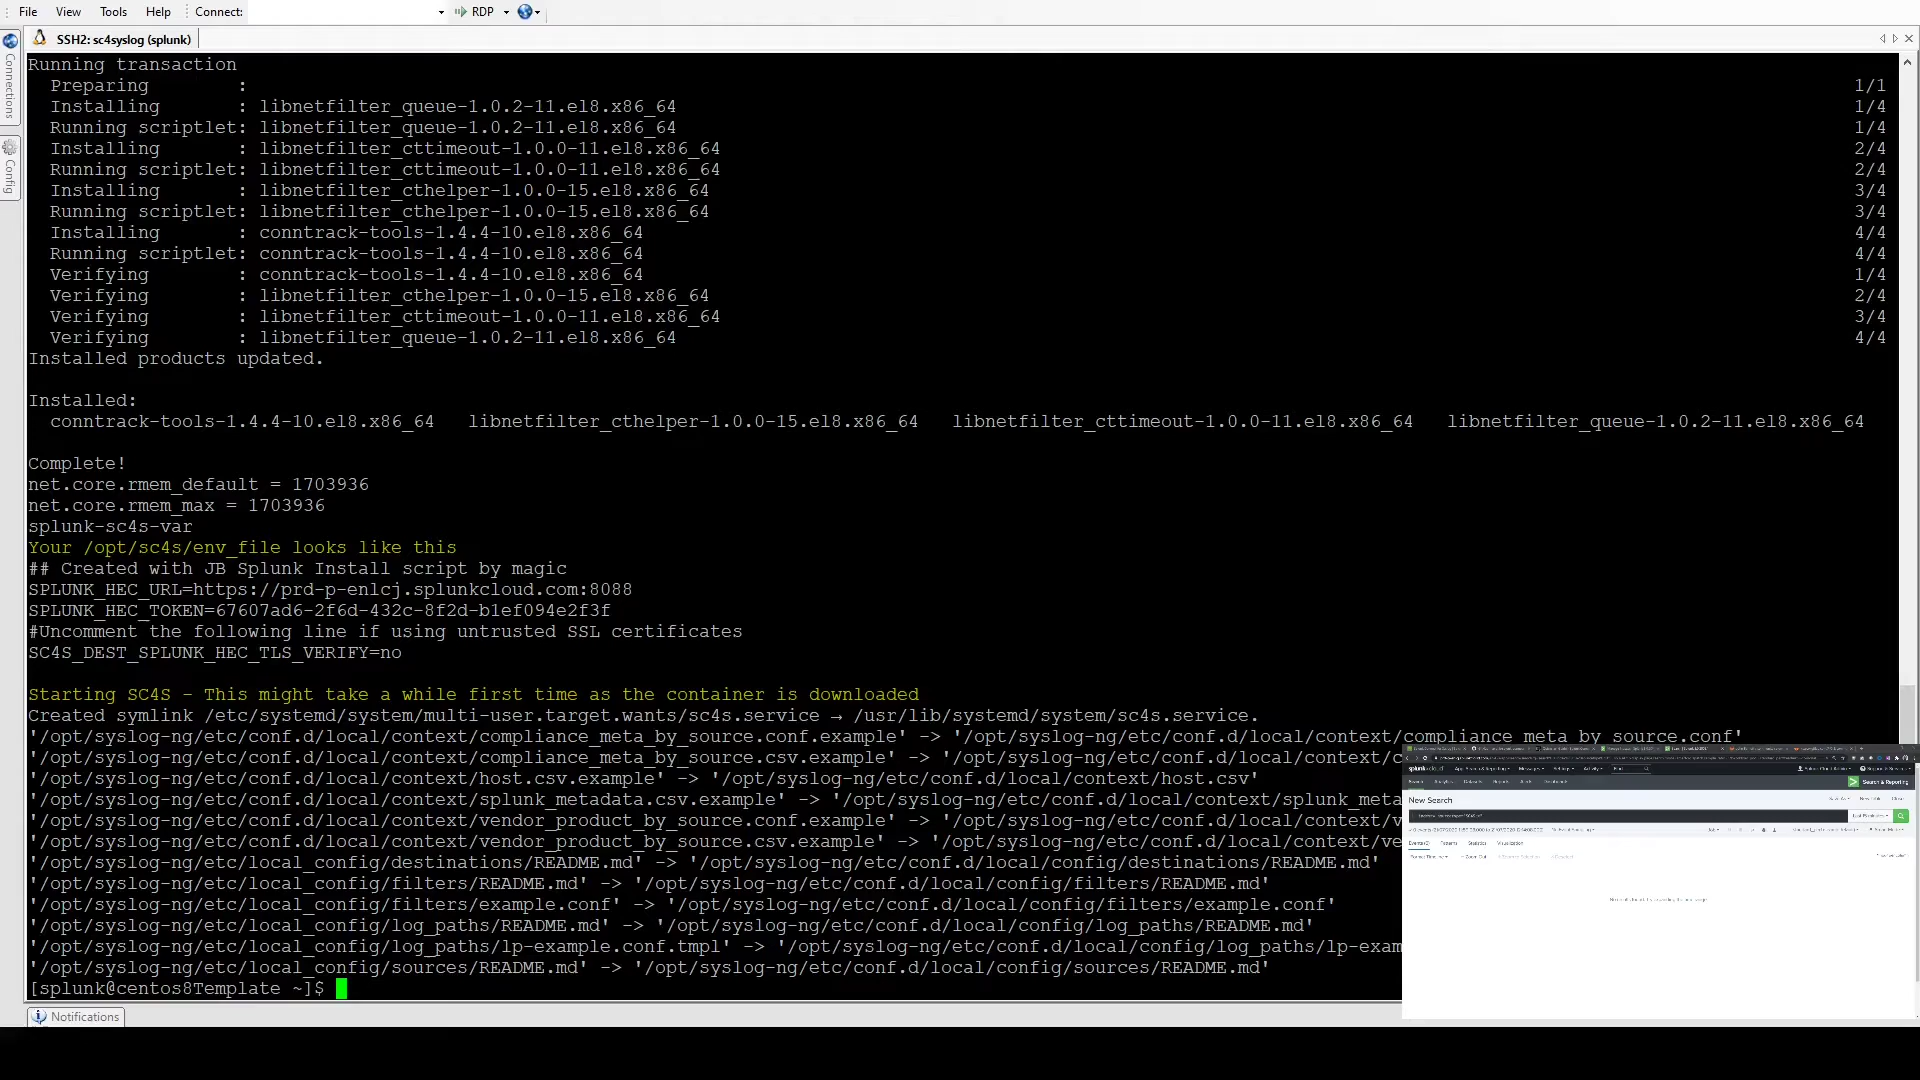 File View Tools Help Connect: RDP
SSH2: sc4syslog (splunk)
Connections
Config
Running transaction
Preparing : 1/1
Installing : libnetfilter_queue-1.0.2-11.el8.x86_64 1/4
Running scriptlet: libnetfilter_queue-1.0.2-11.el8.x86_64 1/4
Installing : libnetfilter_cttimeout-1.0.0-11.el8.x86_64 2/4
Running scriptlet: libnetfilter_cttimeout-1.0.0-11.el8.x86_64 2/4
Installing : libnetfilter_cthelper-1.0.0-15.el8.x86_64 3/4
Running scriptlet: libnetfilter_cthelper-1.0.0-15.el8.x86_64 3/4
Installing : conntrack-tools-1.4.4-10.el8.x86_64 4/4
Running scriptlet: conntrack-tools-1.4.4-10.el8.x86_64 4/4
Verifying : conntrack-tools-1.4.4-10.el8.x86_64 1/4
Verifying : libnetfilter_cthelper-1.0.0-15.el8.x86_64 2/4
Verifying : libnetfilter_cttimeout-1.0.0-11.el8.x86_64 3/4
Verifying : libnetfilter_queue-1.0.2-11.el8.x86_64 4/4
Installed products updated.
Installed:
conntrack-tools-1.4.4-10.el8.x86_64 libnetfilter_cthelper-1.0.0-15.el8.x86_64 libnetfilter_cttimeout-1.0.0-11.el8.x86_64 libnetfilter_queue-1.0.2-11.el8.x86_64
Complete!
net.core.rmem_default = 1703936
net.core.rmem_max = 1703936
splunk-sc4s-var
Your /opt/sc4s/env_file looks like this
## Created with JB Splunk Install script by magic
SPLUNK_HEC_URL=https://prd-p-enlcj.splunkcloud.com:8088
SPLUNK_HEC_TOKEN=67607ad6-2f6d-432c-8f2d-b1ef094e2f3f
#Uncomment the following line if using untrusted SSL certificates
SC4S_DEST_SPLUNK_HEC_TLS_VERIFY=no
Starting SC4S - This might take a while first time as the container is downloaded
Created symlink /etc/systemd/system/multi-user.target.wants/sc4s.service → /usr/lib/systemd/system/sc4s.service.
'/opt/syslog-ng/etc/conf.d/local/context/compliance_meta_by_source.conf.example' -> '/opt/syslog-ng/etc/conf.d/local/context/compliance_meta_by_source.conf'
'/opt/syslog-ng/etc/conf.d/local/context/compliance_meta_by_source.csv.example' -> '/opt/syslog-ng/etc/conf.d/local/context/c
'/opt/syslog-ng/etc/conf.d/local/context/host.csv.example' -> '/opt/syslog-ng/etc/conf.d/local/context/host.csv'
'/opt/syslog-ng/etc/conf.d/local/context/splunk_metadata.csv.example' -> '/opt/syslog-ng/etc/conf.d/local/context/splunk_meta
'/opt/syslog-ng/etc/conf.d/local/context/vendor_product_by_source.conf.example' -> '/opt/syslog-ng/etc/conf.d/local/context/v
'/opt/syslog-ng/etc/conf.d/local/context/vendor_product_by_source.csv.example' -> '/opt/syslog-ng/etc/conf.d/local/context/ve
'/opt/syslog-ng/etc/local_config/destinations/README.md' -> '/opt/syslog-ng/etc/conf.d/local/config/destinations/README.md'
'/opt/syslog-ng/etc/local_config/filters/README.md' -> '/opt/syslog-ng/etc/conf.d/local/config/filters/README.md'
'/opt/syslog-ng/etc/local_config/filters/example.conf' -> '/opt/syslog-ng/etc/conf.d/local/config/filters/example.conf'
'/opt/syslog-ng/etc/local_config/log_paths/README.md' -> '/opt/syslog-ng/etc/conf.d/local/config/log_paths/README.md'
'/opt/syslog-ng/etc/local_config/log_paths/lp-example.conf.tmpl' -> '/opt/syslog-ng/etc/conf.d/local/config/log_paths/lp-exam
'/opt/syslog-ng/etc/local_config/sources/README.md' -> '/opt/syslog-ng/etc/conf.d/local/config/sources/README.md'
[splunk@centos8Template ~]$
Search & Reporting
New Search
Notifications